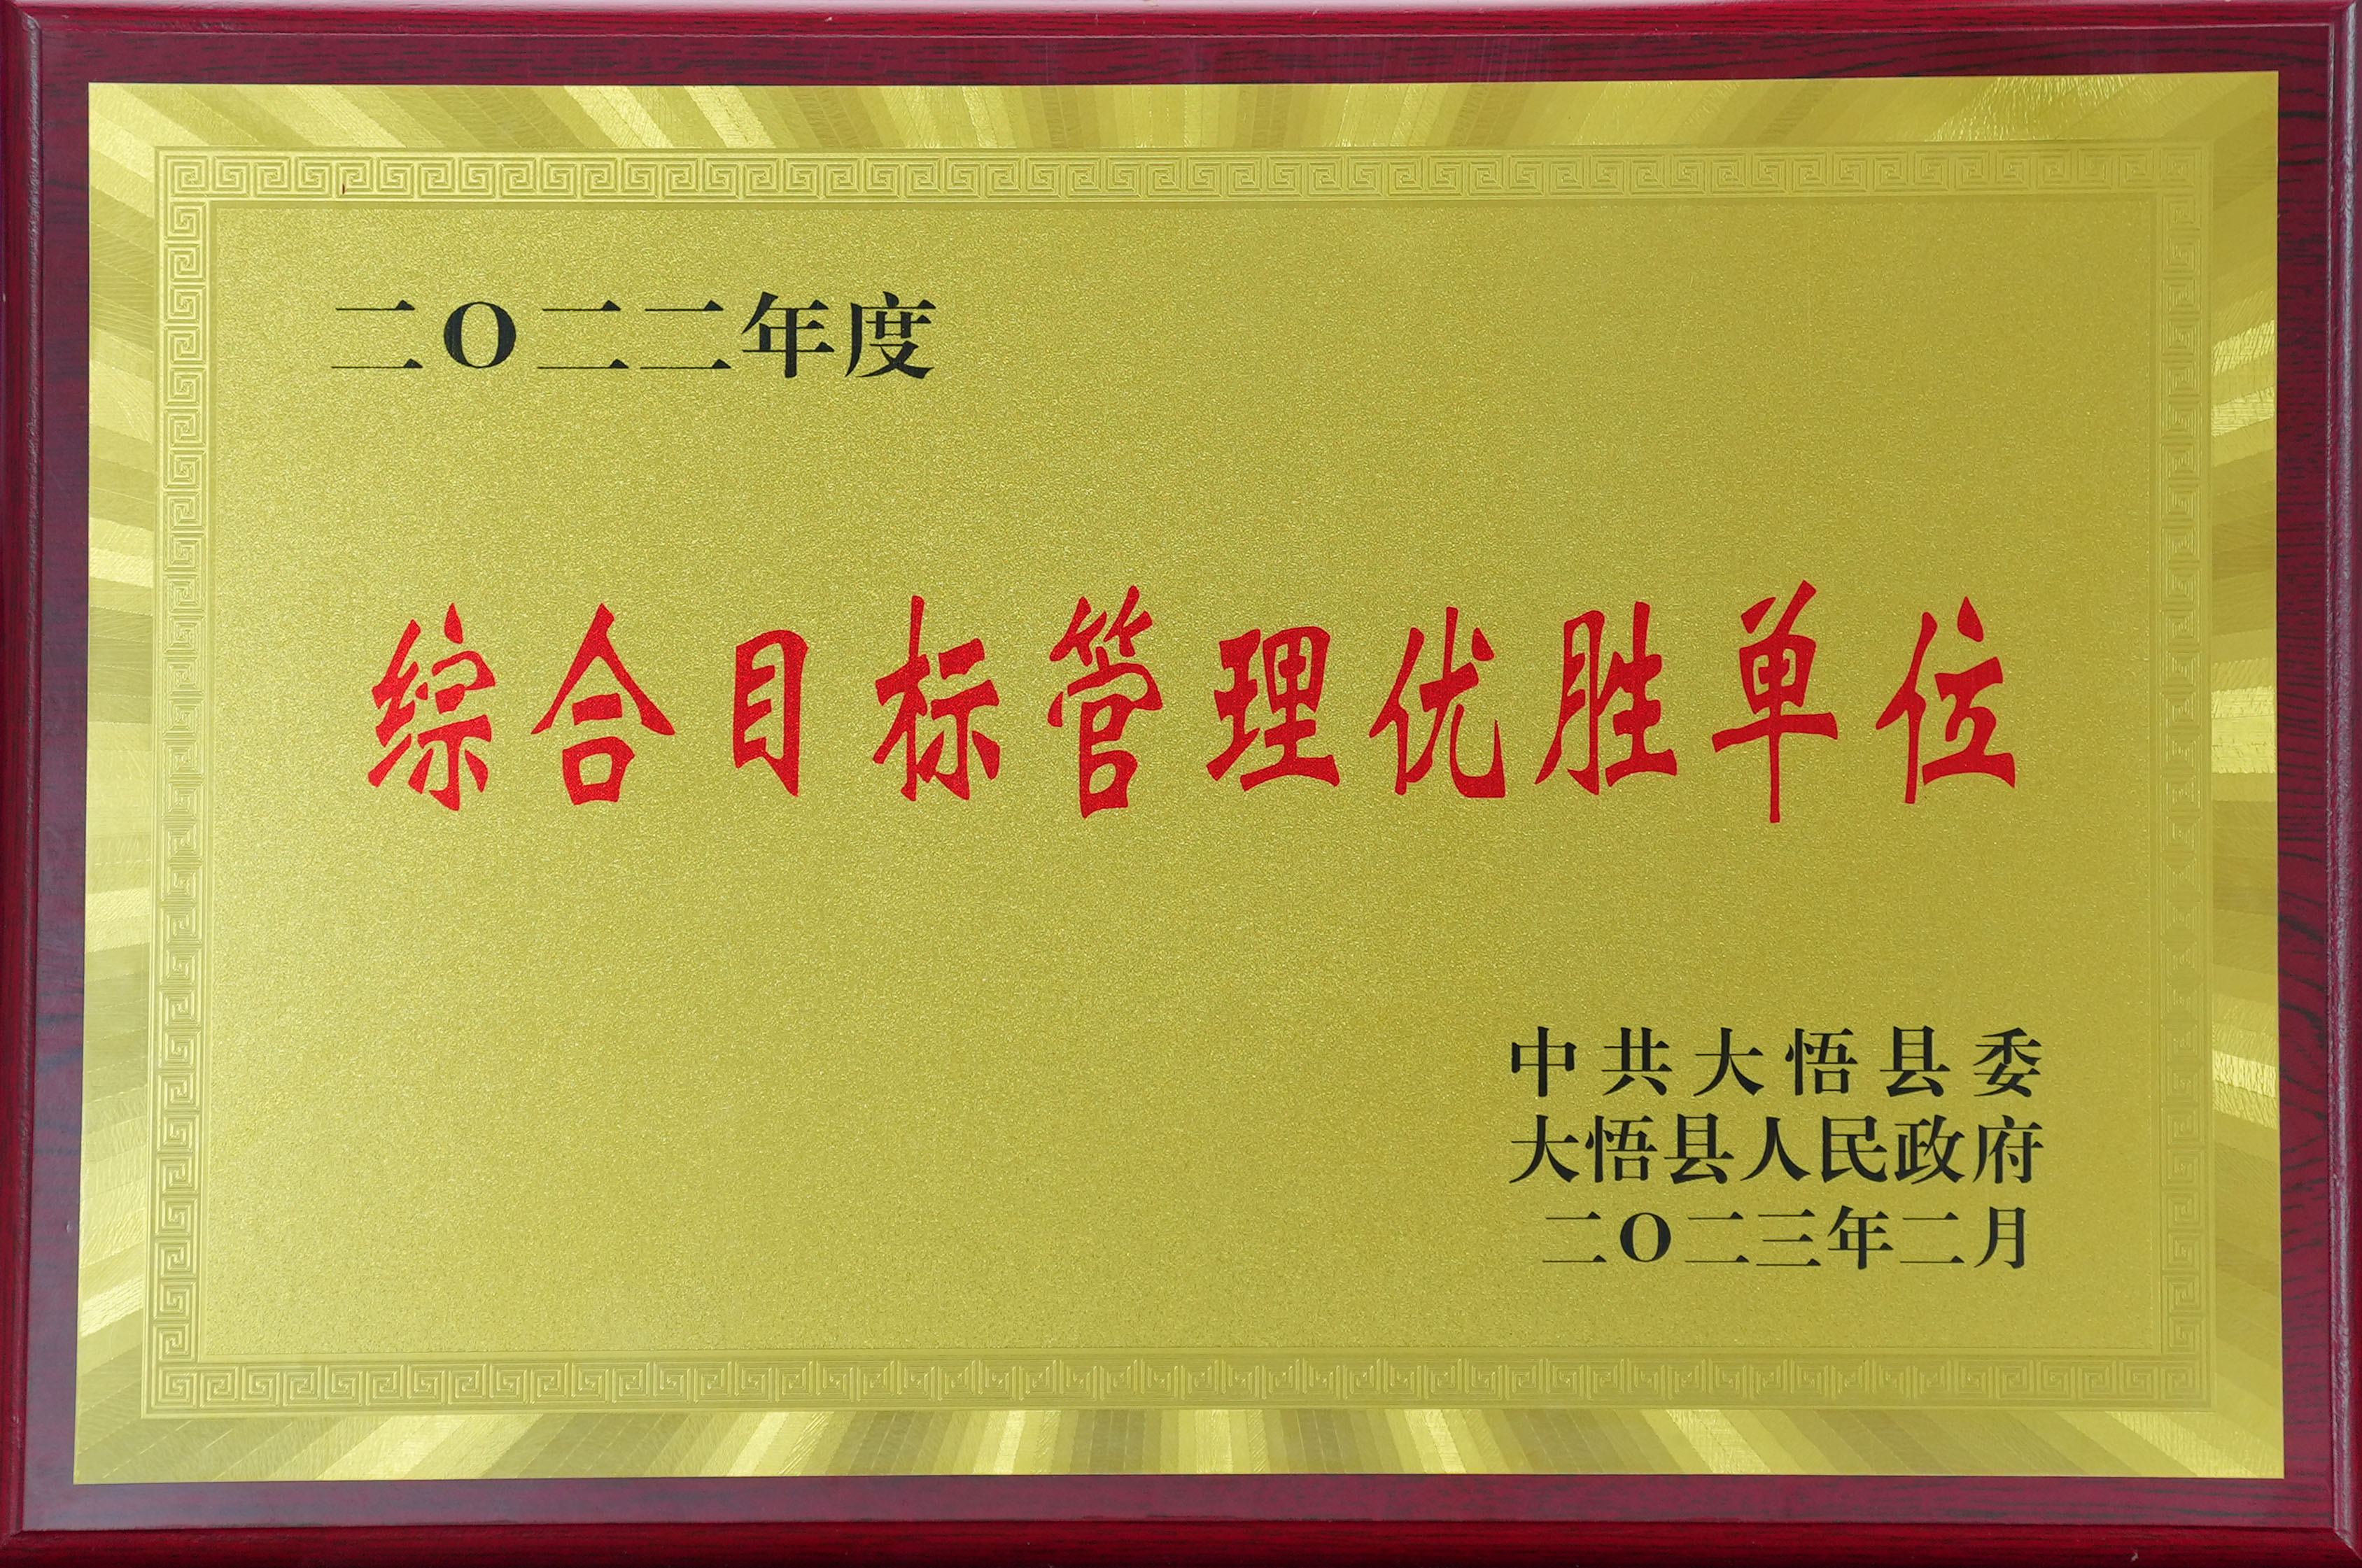 二〇二二年度
综合目标管理优胜单位
中共大悟县委
大悟县人民政府
二〇二三年二月